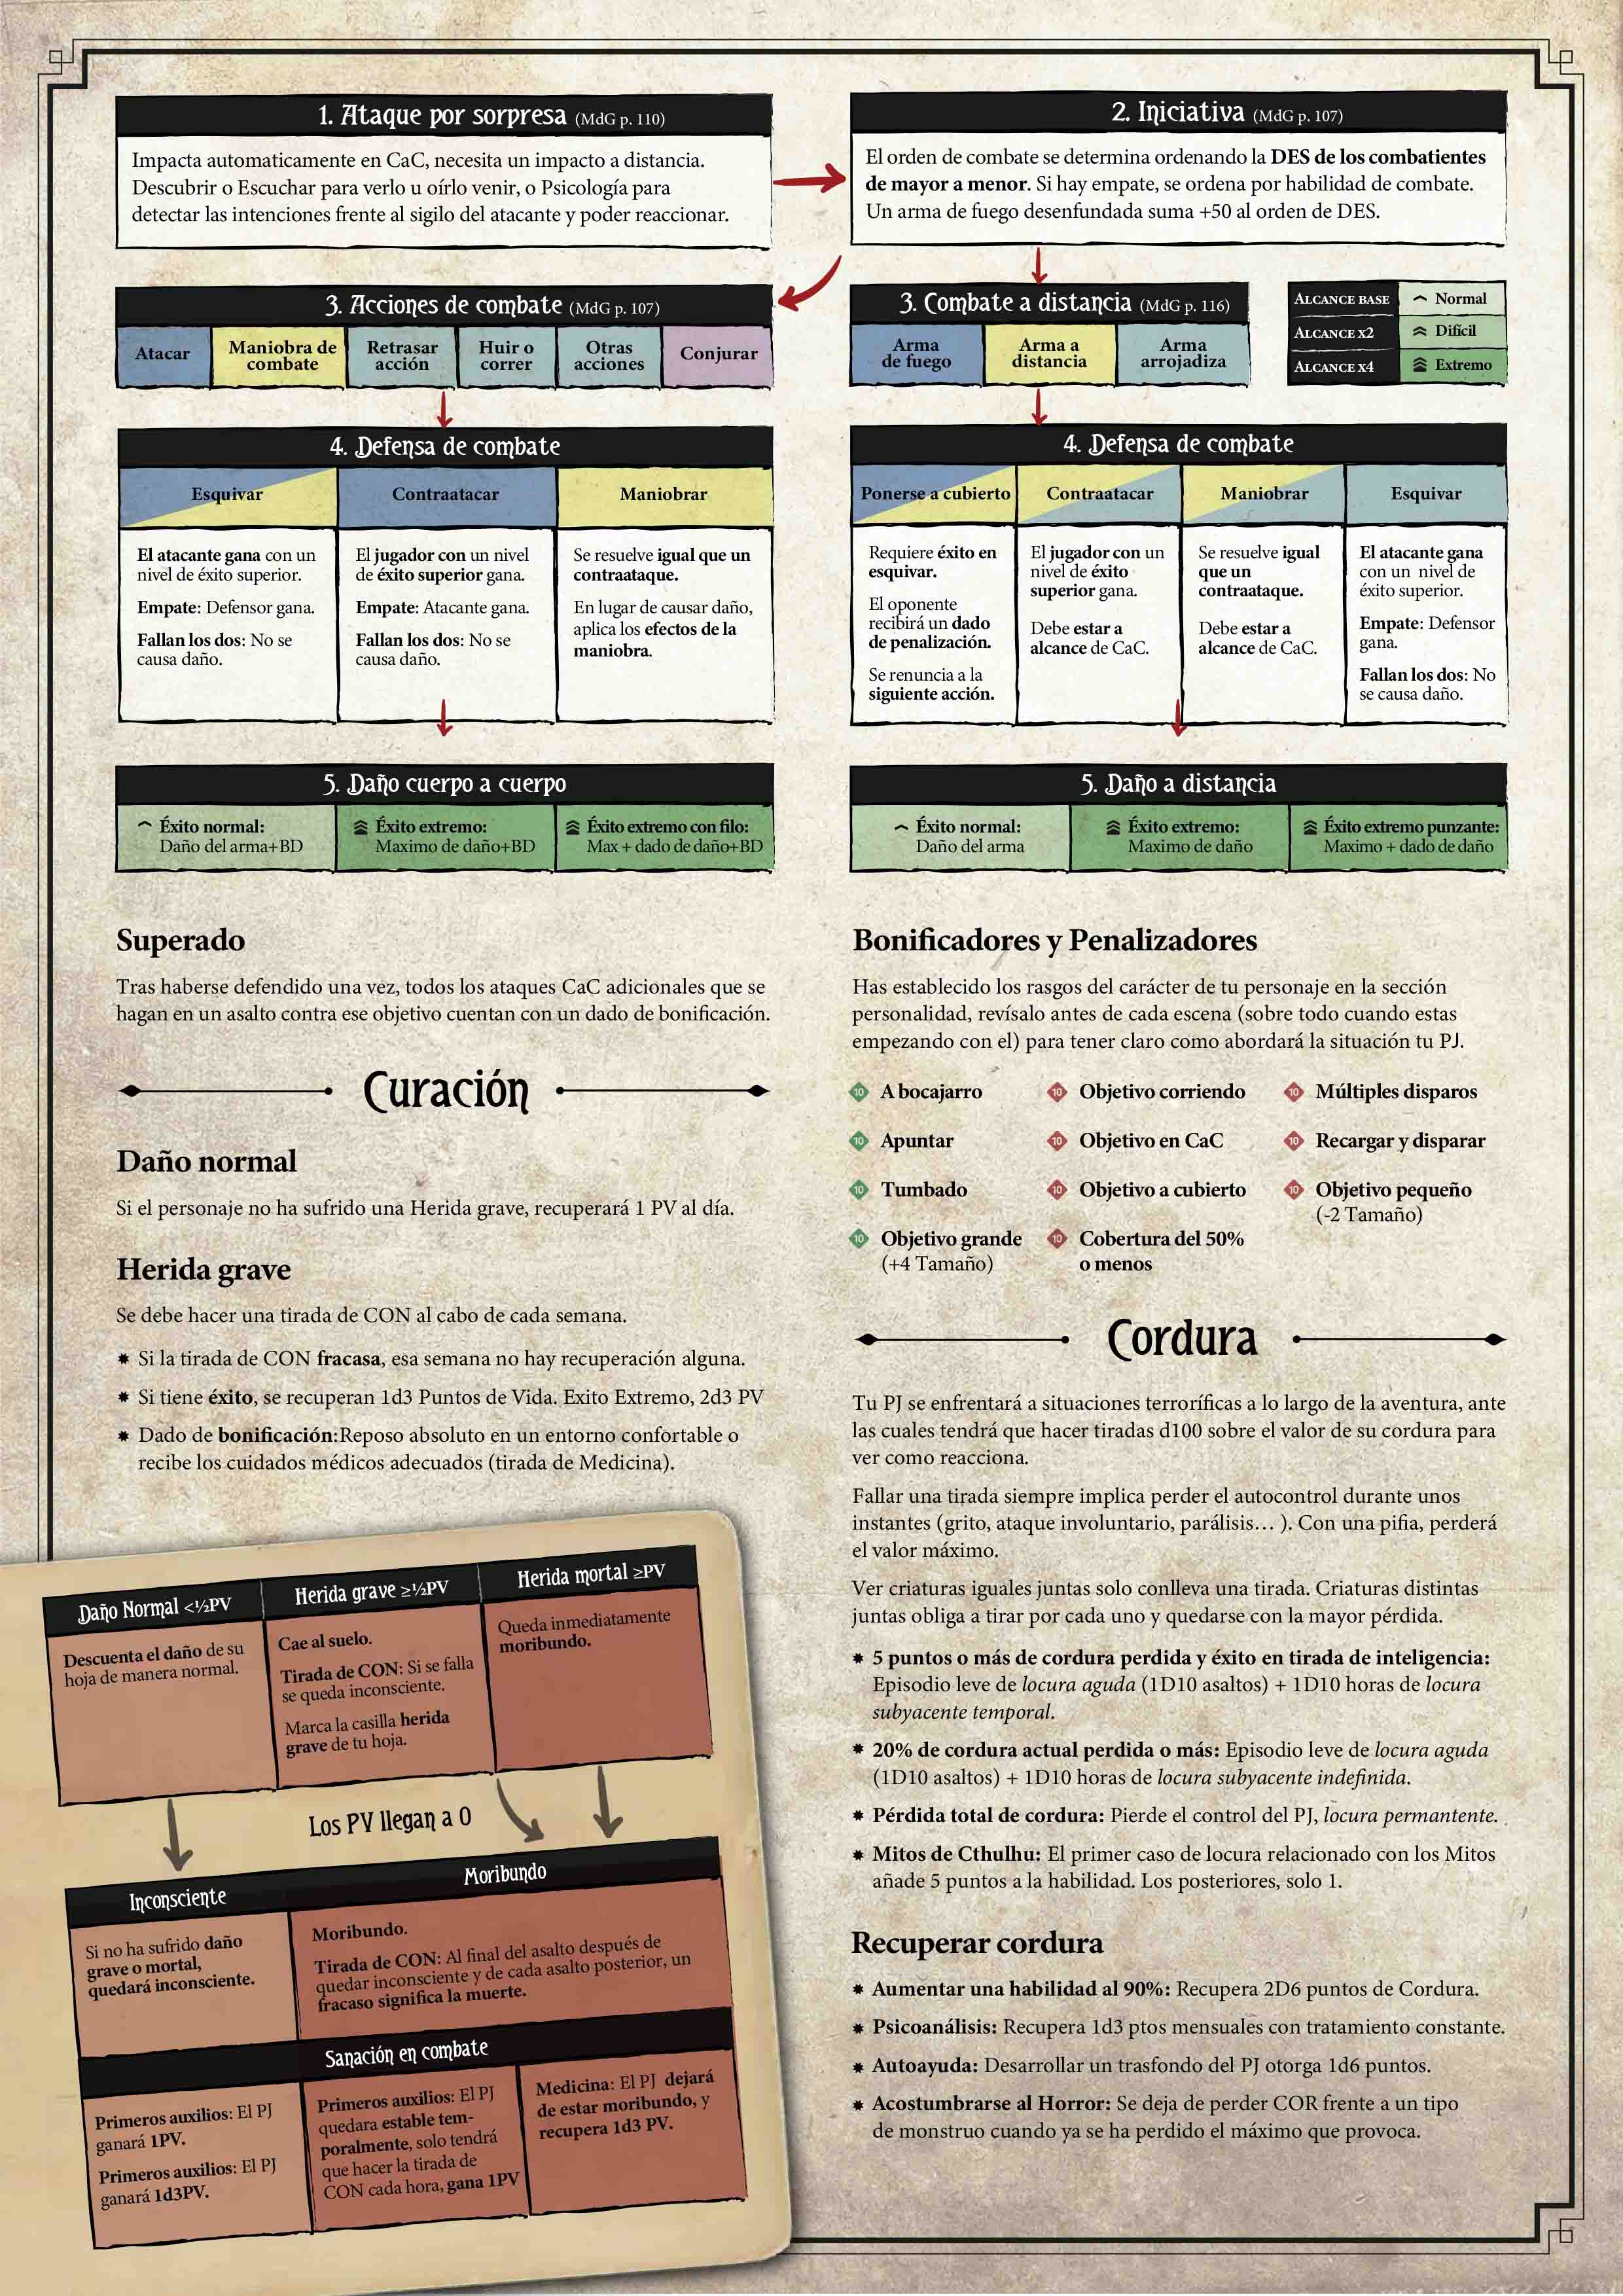 1. Ataque por sorpresa (MdG p. 110)
Impacta automaticamente en CaC, necesita un impacto a distancia.
Descubrir o Escuchar para verlo u oírlo venir, o Psicología para
detectar las intenciones frente al sigilo del atacante y poder reaccionar.
2. Iniciativa (MdG p. 107)
El orden de combate se determina ordenando la DES de los combatientes
de mayor a menor. Si hay empate, se ordena por habilidad de combate.
Un arma de fuego desenfundada suma +50 al orden de DES.
3. Acciones de combate (MdG p. 107)
Atacar
Maniobra de
combate
Retrasar
acción
Huir o
correr
Otras
acciones
Conjurar
3. Combate a distancia (MdG p. 116)
Arma
de fuego
Arma a
distancia
Arma
arrojadiza
Alcance base Normal
Alcance x2 Difícil
Alcance x4 Extremo
4. Defensa de combate
Esquivar
El atacante gana con un
nivel de éxito superior.
Empate: Defensor gana.
Fallan los dos: No se
causa daño.
Contraatacar
El jugador con un nivel
de éxito superior gana.
Empate: Atacante gana.
Fallan los dos: No se
causa daño.
Maniobrar
Se resuelve igual que un
contraataque.
En lugar de causar daño,
aplica los efectos de la
maniobra.
4. Defensa de combate
Ponerse a cubierto
Requiere éxito en
esquivar.
El oponente
recibirá un dado
de penalización.
Se renuncia a la
siguiente acción.
Contraatacar
El jugador con un
nivel de éxito
superior gana.
Debe estar a
alcance de CaC.
Maniobrar
Se resuelve igual
que un
contraataque.
Debe estar a
alcance de CaC.
Esquivar
El atacante gana
con un nivel de
éxito superior.
Empate: Defensor
gana.
Fallan los dos: No
se causa daño.
5. Daño cuerpo a cuerpo
Éxito normal:
Daño del arma+BD
Éxito extremo:
Maximo de daño+BD
Éxito extremo con filo:
Max + dado de daño+BD
5. Daño a distancia
Éxito normal:
Daño del arma
Éxito extremo:
Maximo de daño
Éxito extremo punzante:
Maximo + dado de daño
Superado
Tras haberse defendido una vez, todos los ataques CaC adicionales que se
hagan en un asalto contra ese objetivo cuentan con un dado de bonificación.
Curación
Daño normal
Si el personaje no ha sufrido una Herida grave, recuperará 1 PV al día.
Herida grave
Se debe hacer una tirada de CON al cabo de cada semana.
Si la tirada de CON fracasa, esa semana no hay recuperación alguna.
Si tiene éxito, se recuperan 1d3 Puntos de Vida. Exito Extremo, 2d3 PV
Dado de bonificación:Reposo absoluto en un entorno confortable o
recibe los cuidados médicos adecuados (tirada de Medicina).
Daño Normal <½PV
Descuenta el daño de su
hoja de manera normal.
Herida grave ≥½PV
Cae al suelo.
Tirada de CON: Si se falla
se queda inconsciente.
Marca la casilla herida
grave de tu hoja.
Herida mortal ≥PV
Queda inmediatamente
moribundo.
Los PV llegan a 0
Inconsciente
Si no ha sufrido daño
grave o mortal,
quedará inconsciente.
Moribundo
Moribundo.
Tirada de CON: Al final del asalto después de
quedar inconsciente y de cada asalto posterior, un
fracaso significa la muerte.
Sanación en combate
Primeros auxilios: El PJ
ganará 1PV.
Primeros auxilios: El PJ
ganará 1d3PV.
Primeros auxilios: El PJ
quedara estable tem-
poralmente, solo tendrá
que hacer la tirada de
CON cada hora, gana 1PV
Medicina: El PJ dejará
de estar moribundo, y
recupera 1d3 PV.
Bonificadores y Penalizadores
Has establecido los rasgos del carácter de tu personaje en la sección
personalidad, revísalo antes de cada escena (sobre todo cuando estas
empezando con el) para tener claro como abordará la situación tu PJ.
10 A bocajarro
10 Apuntar
10 Tumbado
10 Objetivo grande
(+4 Tamaño)
10 Objetivo corriendo
10 Objetivo en CaC
10 Objetivo a cubierto
10 Cobertura del 50%
o menos
10 Múltiples disparos
10 Recargar y disparar
10 Objetivo pequeño
(-2 Tamaño)
Cordura
Tu PJ se enfrentará a situaciones terroríficas a lo largo de la aventura, ante
las cuales tendrá que hacer tiradas d100 sobre el valor de su cordura para
ver como reacciona.
Fallar una tirada siempre implica perder el autocontrol durante unos
instantes (grito, ataque involuntario, parálisis… ). Con una pifia, perderá
el valor máximo.
Ver criaturas iguales juntas solo conlleva una tirada. Criaturas distintas
juntas obliga a tirar por cada uno y quedarse con la mayor pérdida.
5 puntos o más de cordura perdida y éxito en tirada de inteligencia:
Episodio leve de locura aguda (1D10 asaltos) + 1D10 horas de locura
subyacente temporal.
20% de cordura actual perdida o más: Episodio leve de locura aguda
(1D10 asaltos) + 1D10 horas de locura subyacente indefinida.
Pérdida total de cordura: Pierde el control del PJ, locura permantente.
Mitos de Cthulhu: El primer caso de locura relacionado con los Mitos
añade 5 puntos a la habilidad. Los posteriores, solo 1.
Recuperar cordura
Aumentar una habilidad al 90%: Recupera 2D6 puntos de Cordura.
Psicoanálisis: Recupera 1d3 ptos mensuales con tratamiento constante.
Autoayuda: Desarrollar un trasfondo del PJ otorga 1d6 puntos.
Acostumbrarse al Horror: Se deja de perder COR frente a un tipo
de monstruo cuando ya se ha perdido el máximo que provoca.